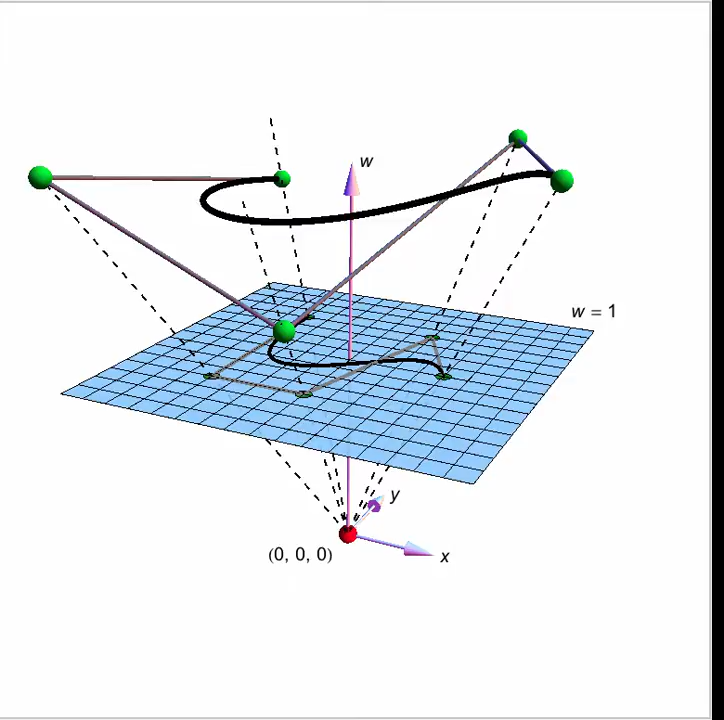 w
w = 1
y
(0, 0, 0)
x